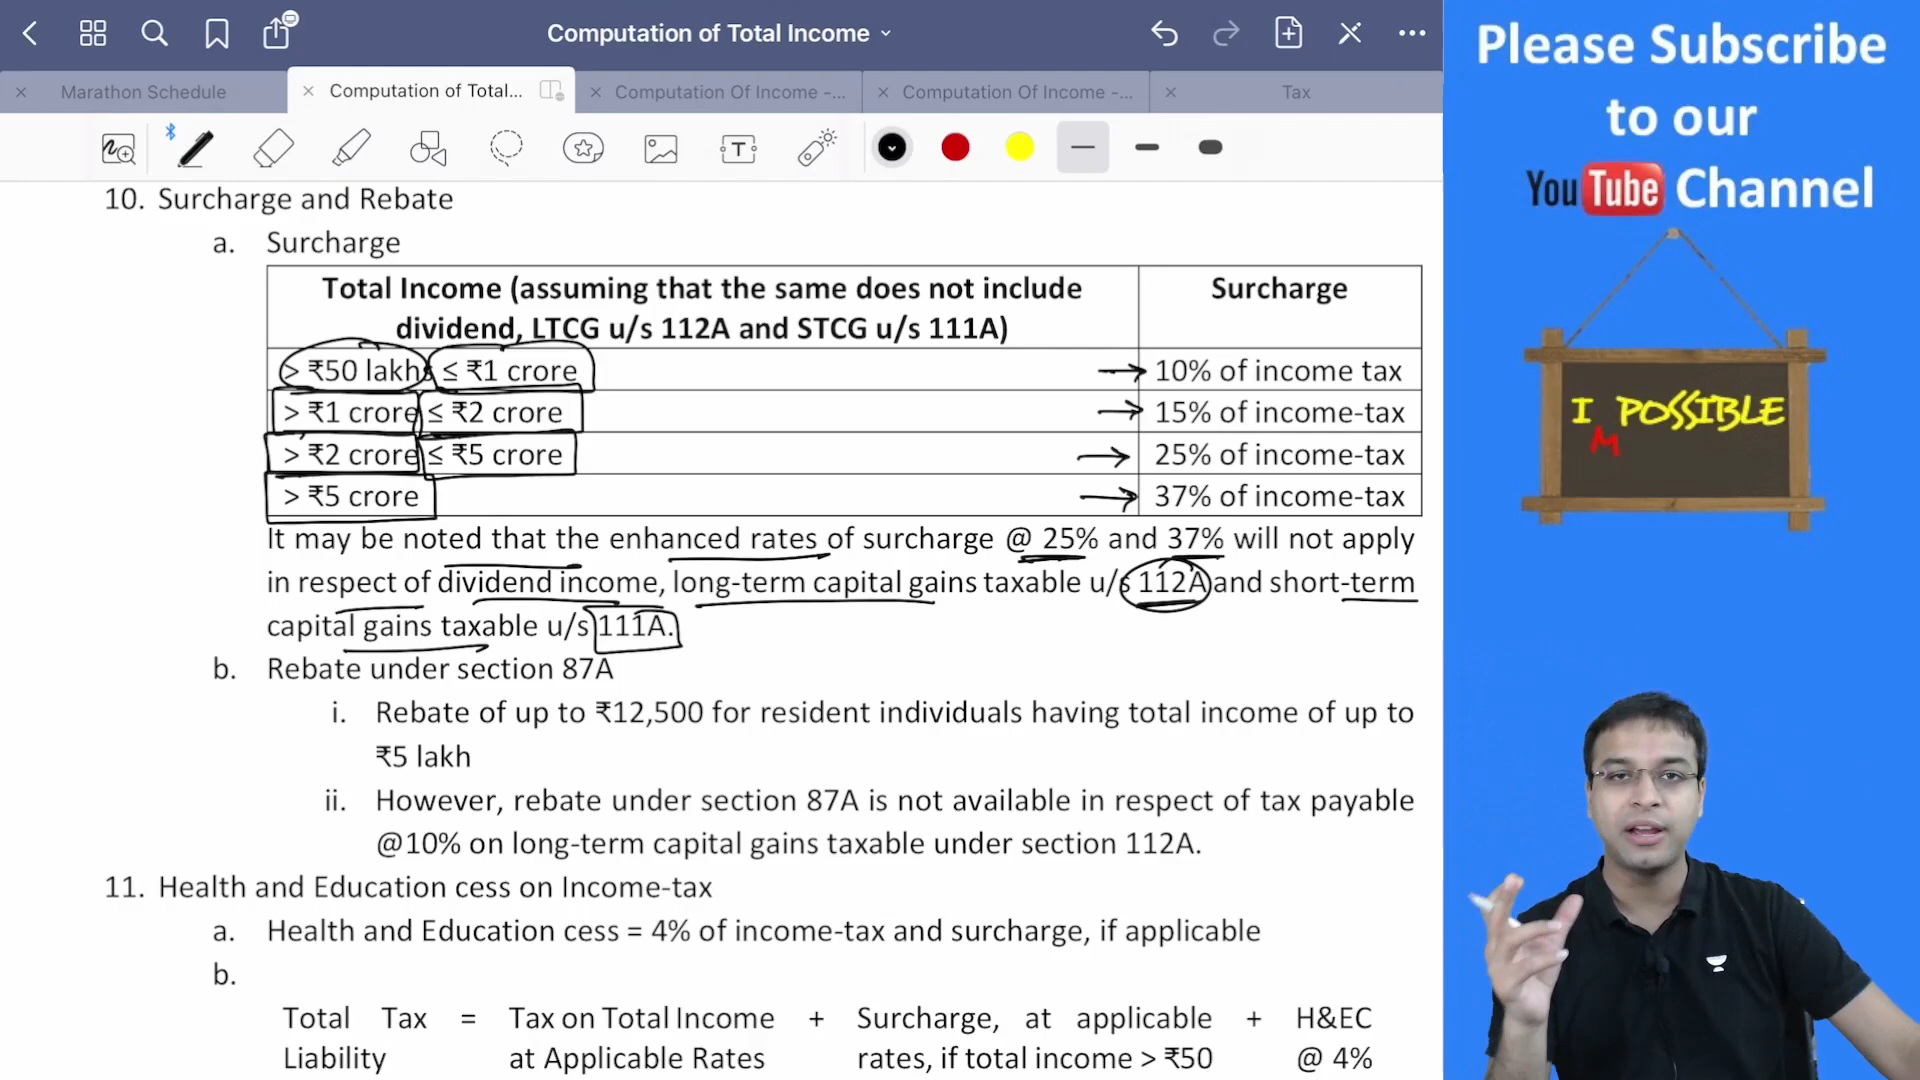 Computation of Total Income
Please Subscribe
to our
YouTube Channel
Marathon Schedule
Computation of Total...
Computation Of Income -...
Computation Of Income -...
Tax
T
10. Surcharge and Rebate
a. Surcharge
Total Income (assuming that the same does not include dividend, LTCG u/s 112A and STCG u/s 111A)
Surcharge
> ₹50 lakhs ≤ ₹1 crore → 10% of income tax
> ₹1 crore ≤ ₹2 crore → 15% of income-tax
> ₹2 crore ≤ ₹5 crore → 25% of income-tax
> ₹5 crore → 37% of income-tax
It may be noted that the enhanced rates of surcharge @ 25% and 37% will not apply
in respect of dividend income, long-term capital gains taxable u/s 112A and short-term
capital gains taxable u/s 111A.
b. Rebate under section 87A
i. Rebate of up to ₹12,500 for resident individuals having total income of up to
₹5 lakh
ii. However, rebate under section 87A is not available in respect of tax payable
@10% on long-term capital gains taxable under section 112A.
11. Health and Education cess on Income-tax
a. Health and Education cess = 4% of income-tax and surcharge, if applicable
b.
Total Tax = Tax on Total Income + Surcharge, at applicable + H&EC
Liability at Applicable Rates rates, if total income > ₹50 @ 4%
I POSSIBLE
M